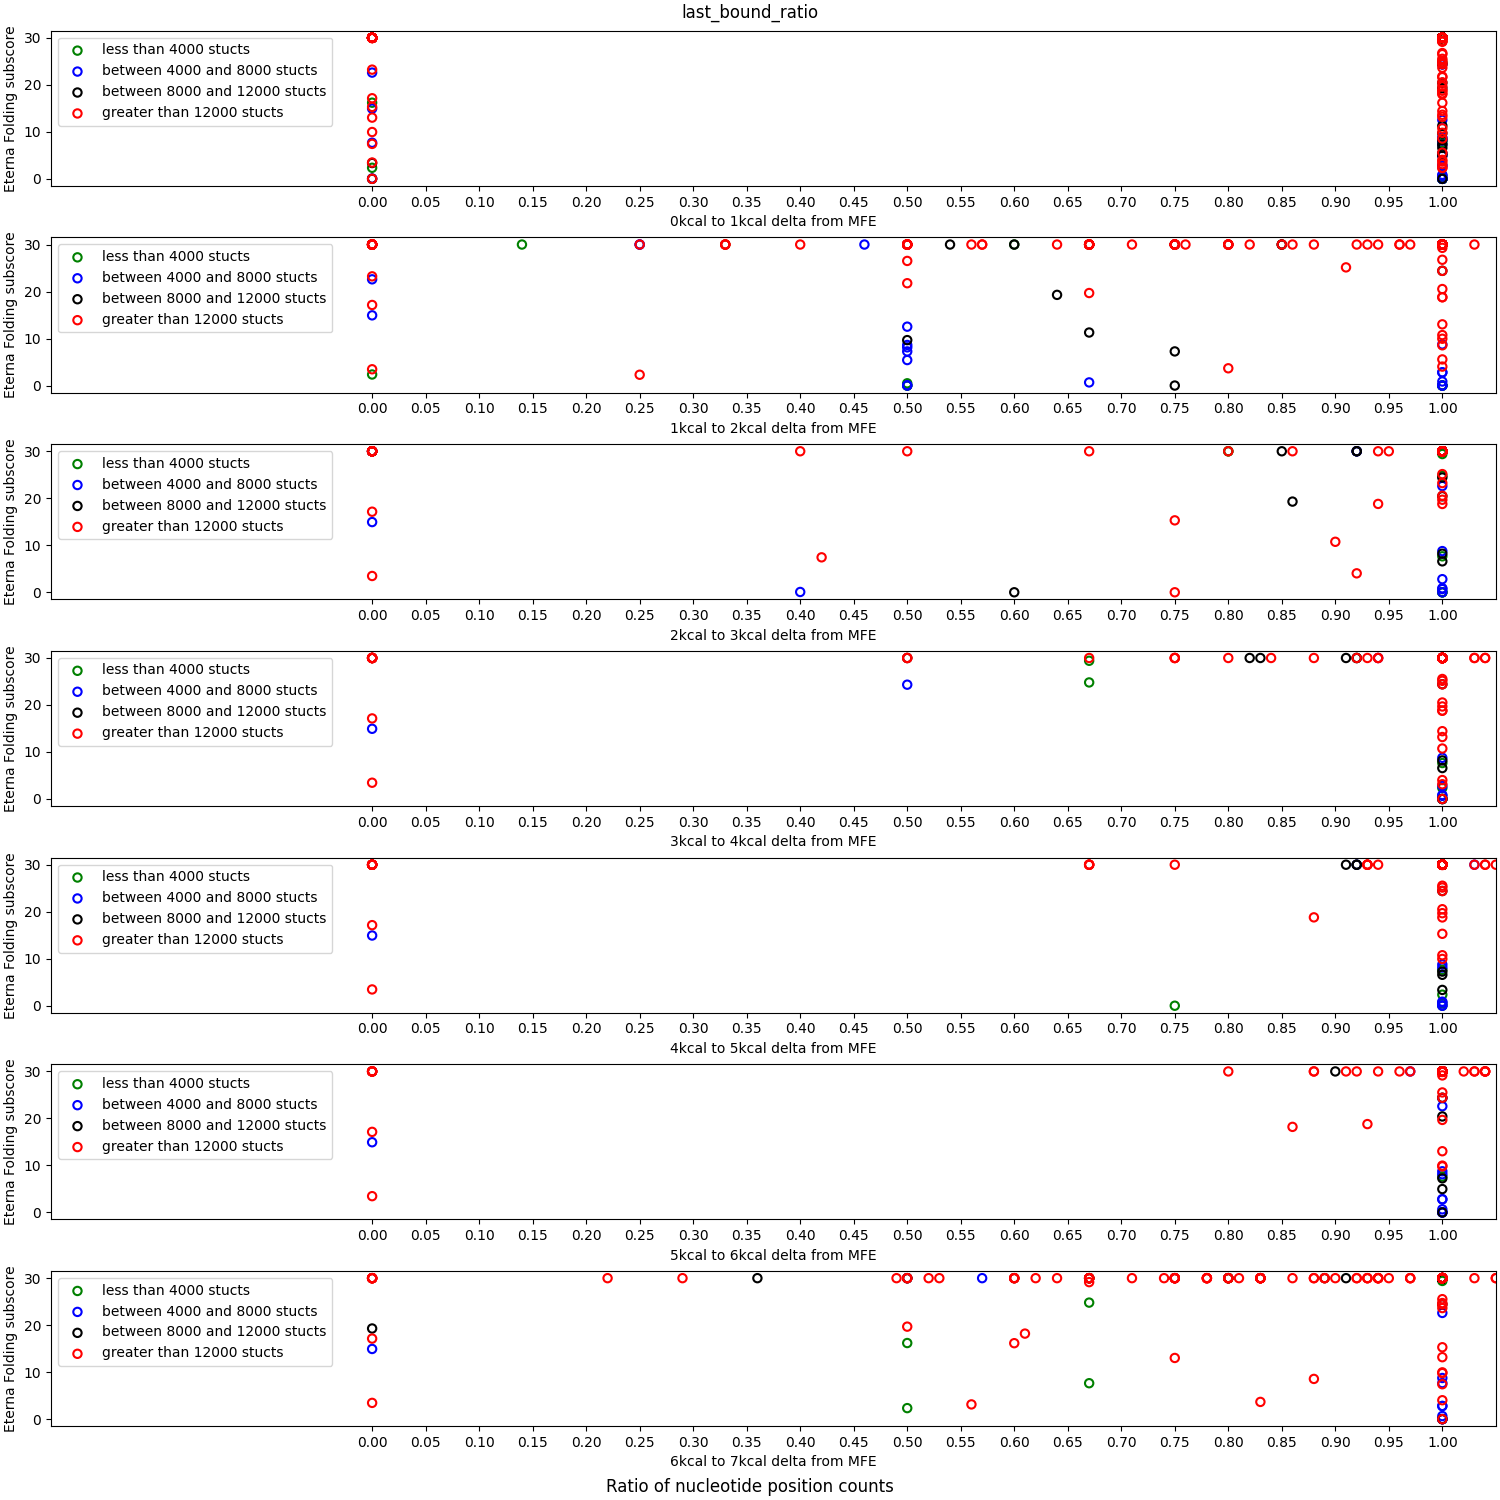 last_bound_ratio
Eterna Folding subscore
30
20
10
0
less than 4000 stucts
between 4000 and 8000 stucts
between 8000 and 12000 stucts
greater than 12000 stucts
0.00 0.05 0.10 0.15 0.20 0.25 0.30 0.35 0.40 0.45 0.50 0.55 0.60 0.65 0.70 0.75 0.80 0.85 0.90 0.95 1.00
0kcal to 1kcal delta from MFE
Eterna Folding subscore
30
20
10
0
less than 4000 stucts
between 4000 and 8000 stucts
between 8000 and 12000 stucts
greater than 12000 stucts
0.00 0.05 0.10 0.15 0.20 0.25 0.30 0.35 0.40 0.45 0.50 0.55 0.60 0.65 0.70 0.75 0.80 0.85 0.90 0.95 1.00
1kcal to 2kcal delta from MFE
Eterna Folding subscore
30
20
10
0
less than 4000 stucts
between 4000 and 8000 stucts
between 8000 and 12000 stucts
greater than 12000 stucts
0.00 0.05 0.10 0.15 0.20 0.25 0.30 0.35 0.40 0.45 0.50 0.55 0.60 0.65 0.70 0.75 0.80 0.85 0.90 0.95 1.00
2kcal to 3kcal delta from MFE
Eterna Folding subscore
30
20
10
0
less than 4000 stucts
between 4000 and 8000 stucts
between 8000 and 12000 stucts
greater than 12000 stucts
0.00 0.05 0.10 0.15 0.20 0.25 0.30 0.35 0.40 0.45 0.50 0.55 0.60 0.65 0.70 0.75 0.80 0.85 0.90 0.95 1.00
3kcal to 4kcal delta from MFE
Eterna Folding subscore
30
20
10
0
less than 4000 stucts
between 4000 and 8000 stucts
between 8000 and 12000 stucts
greater than 12000 stucts
0.00 0.05 0.10 0.15 0.20 0.25 0.30 0.35 0.40 0.45 0.50 0.55 0.60 0.65 0.70 0.75 0.80 0.85 0.90 0.95 1.00
4kcal to 5kcal delta from MFE
Eterna Folding subscore
30
20
10
0
less than 4000 stucts
between 4000 and 8000 stucts
between 8000 and 12000 stucts
greater than 12000 stucts
0.00 0.05 0.10 0.15 0.20 0.25 0.30 0.35 0.40 0.45 0.50 0.55 0.60 0.65 0.70 0.75 0.80 0.85 0.90 0.95 1.00
5kcal to 6kcal delta from MFE
Eterna Folding subscore
30
20
10
0
less than 4000 stucts
between 4000 and 8000 stucts
between 8000 and 12000 stucts
greater than 12000 stucts
0.00 0.05 0.10 0.15 0.20 0.25 0.30 0.35 0.40 0.45 0.50 0.55 0.60 0.65 0.70 0.75 0.80 0.85 0.90 0.95 1.00
6kcal to 7kcal delta from MFE
Ratio of nucleotide position counts